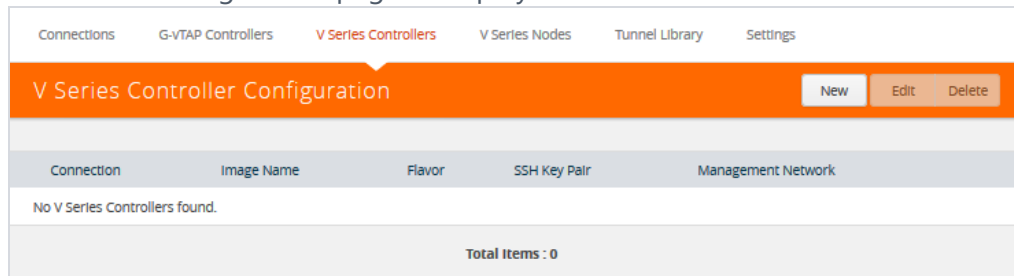 Connections G-vTAP Controllers V Series Controllers V Series Nodes Tunnel Library Settings
V Series Controller Configuration New Edit Delete
Connection Image Name Flavor SSH Key Pair Management Network
No V Series Controllers found.
Total Items : 0